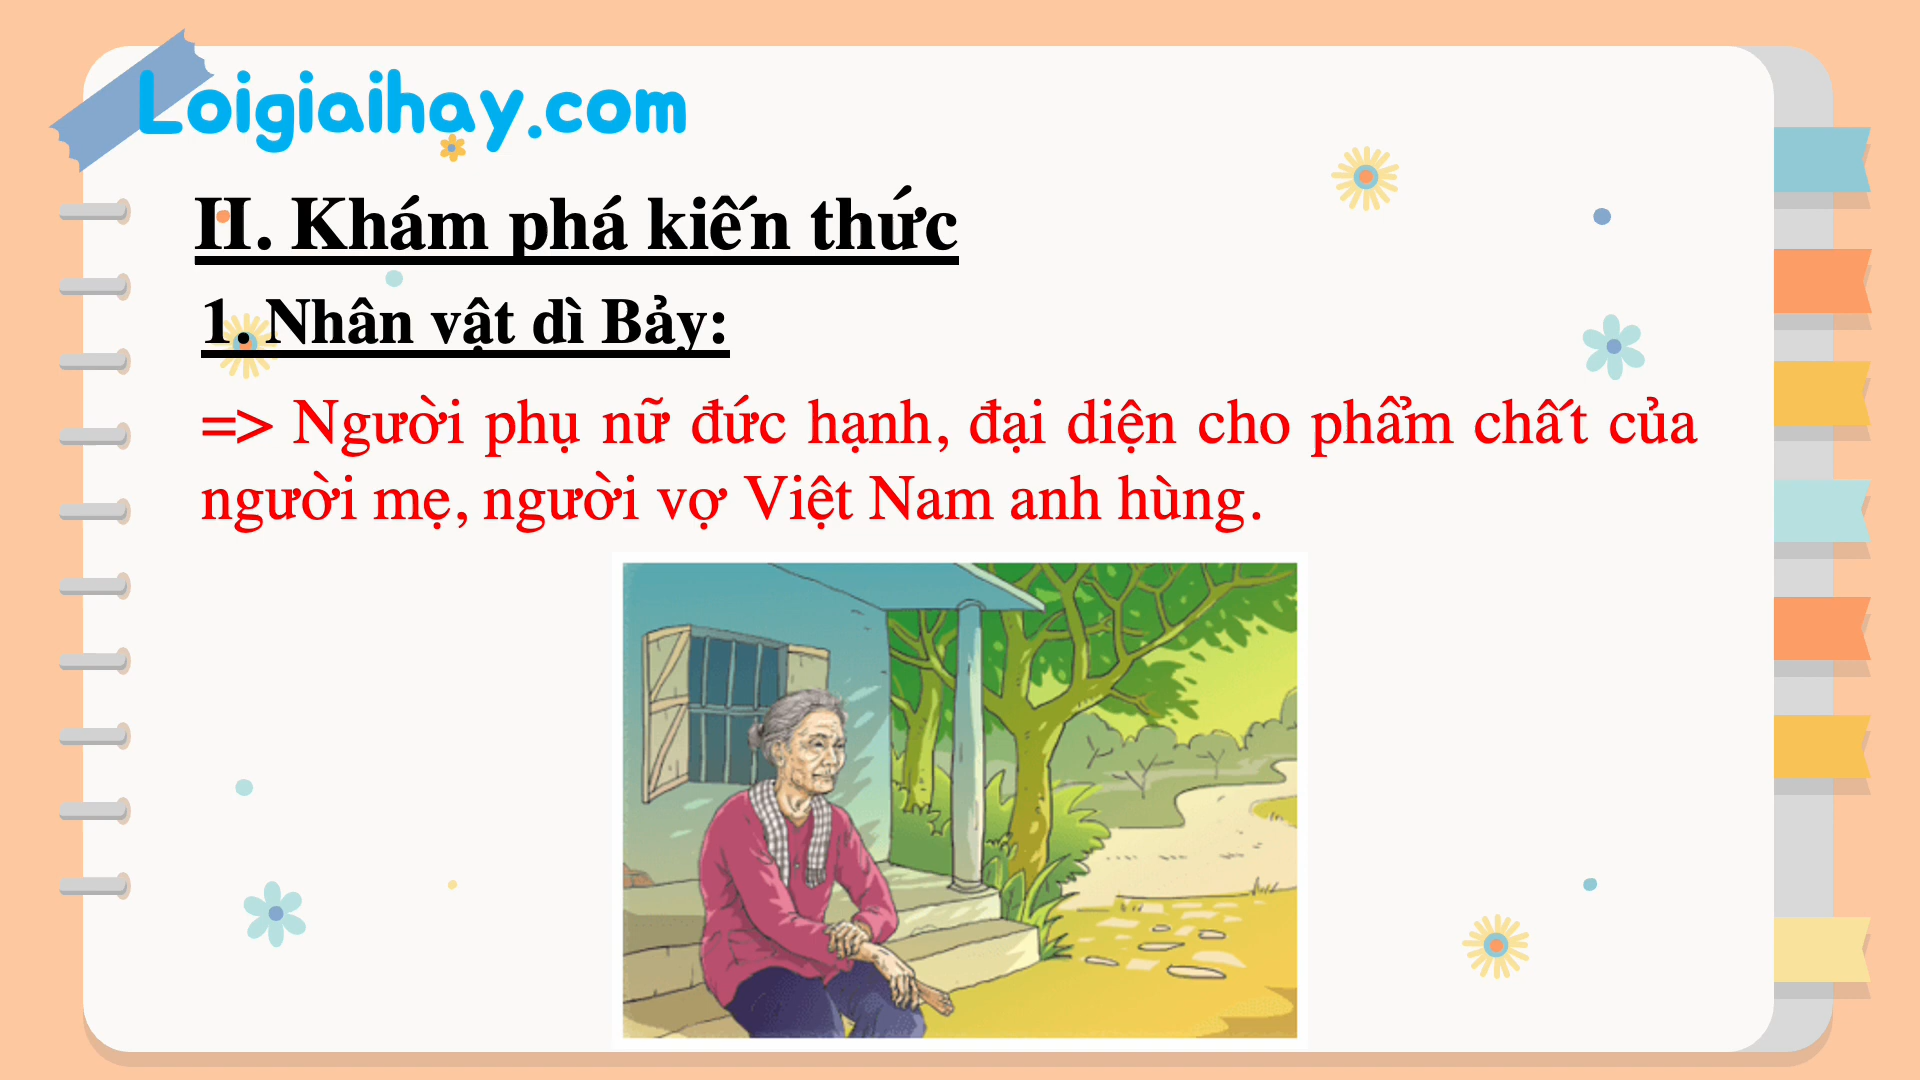 Loigiaihay.com
II. Khám phá kiến thức
1. Nhân vật dì Bảy:
=> Người phụ nữ đức hạnh, đại diện cho phẩm chất của
người mẹ, người vợ Việt Nam anh hùng.